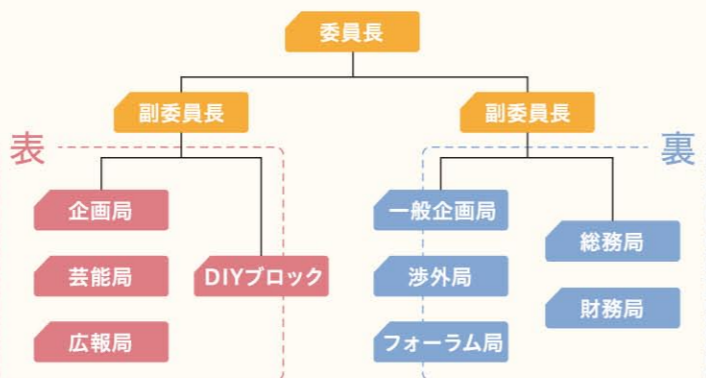 委員長
副委員長
副委員長
表
裏
企画局
芸能局
広報局
DIYブロック
一般企画局
渉外局
フォーラム局
総務局
財務局